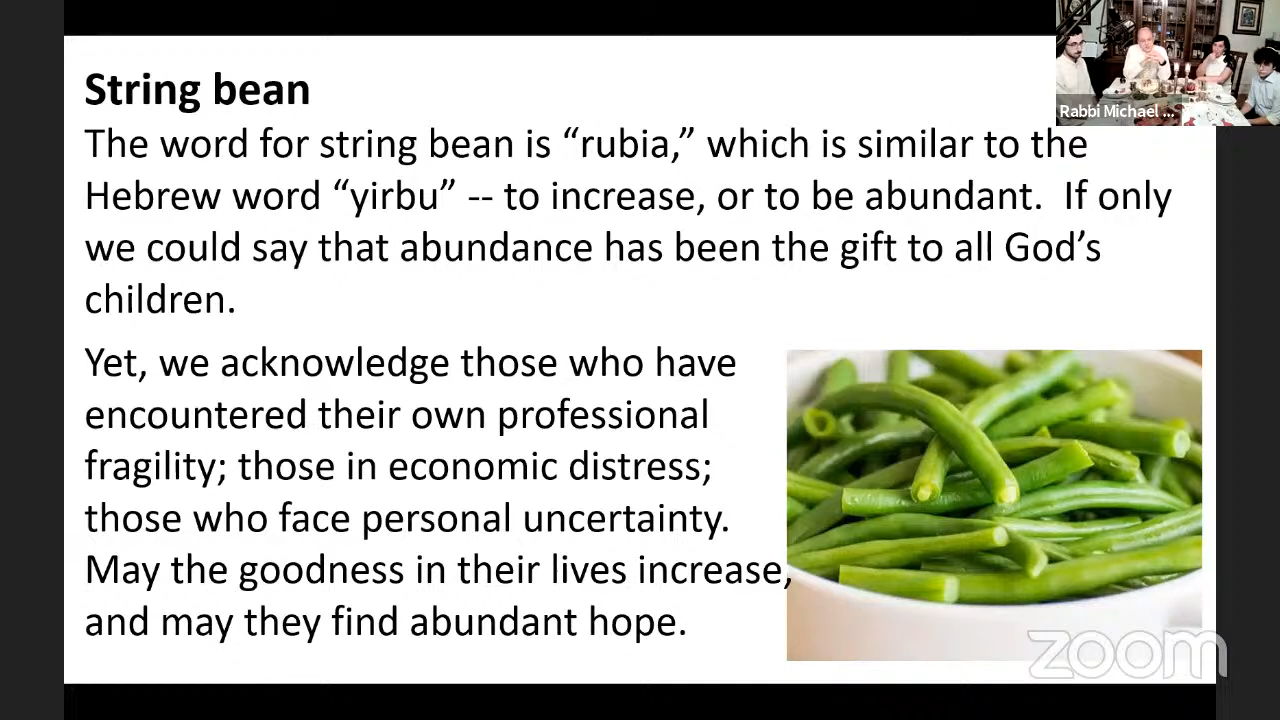 String bean
The word for string bean is “rubia,” which is similar to the
Hebrew word “yirbu” -- to increase, or to be abundant.  If only
we could say that abundance has been the gift to all God’s
children.
Yet, we acknowledge those who have
encountered their own professional
fragility; those in economic distress;
those who face personal uncertainty.
May the goodness in their lives increase,
and may they find abundant hope.
Rabbi Michael ...
zoom